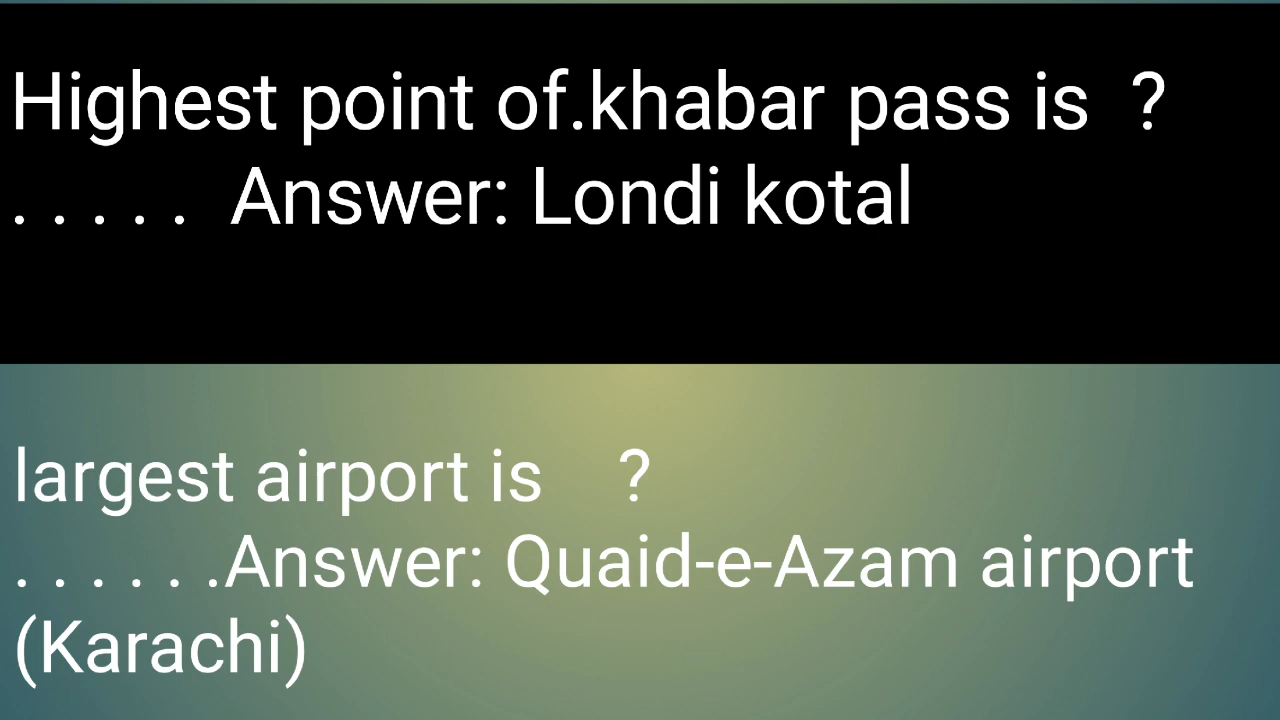 Highest point of.khabar pass is ?
. . . . . Answer: Londi kotal
largest airport is ?
. . . . . .Answer: Quaid-e-Azam airport
(Karachi)